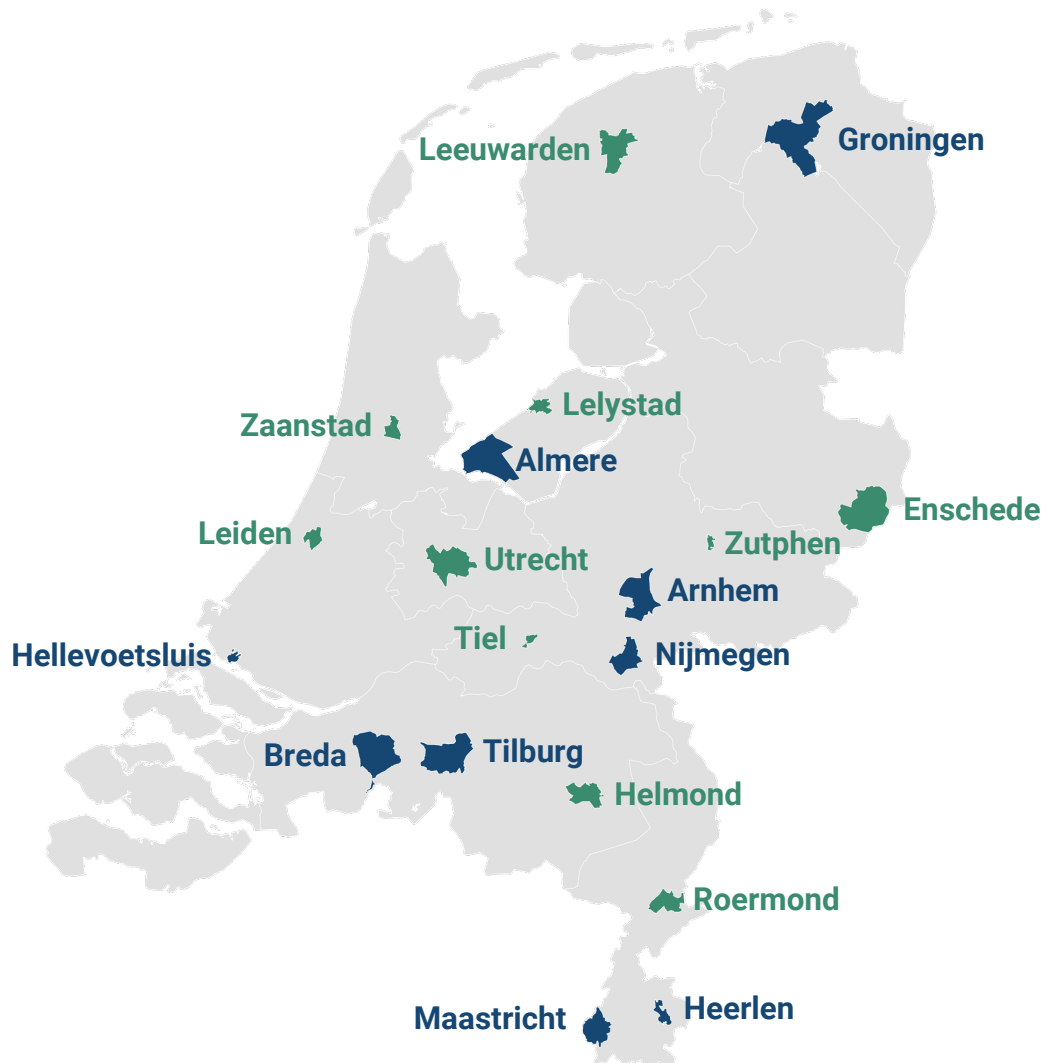 Groningen
Leeuwarden
Lelystad
Zaanstad
Almere
Enschede
Leiden
Zutphen
Utrecht
Arnhem
Tiel
Nijmegen
Hellevoetsluis
Tilburg
Breda
Helmond
Roermond
Heerlen
Maastricht